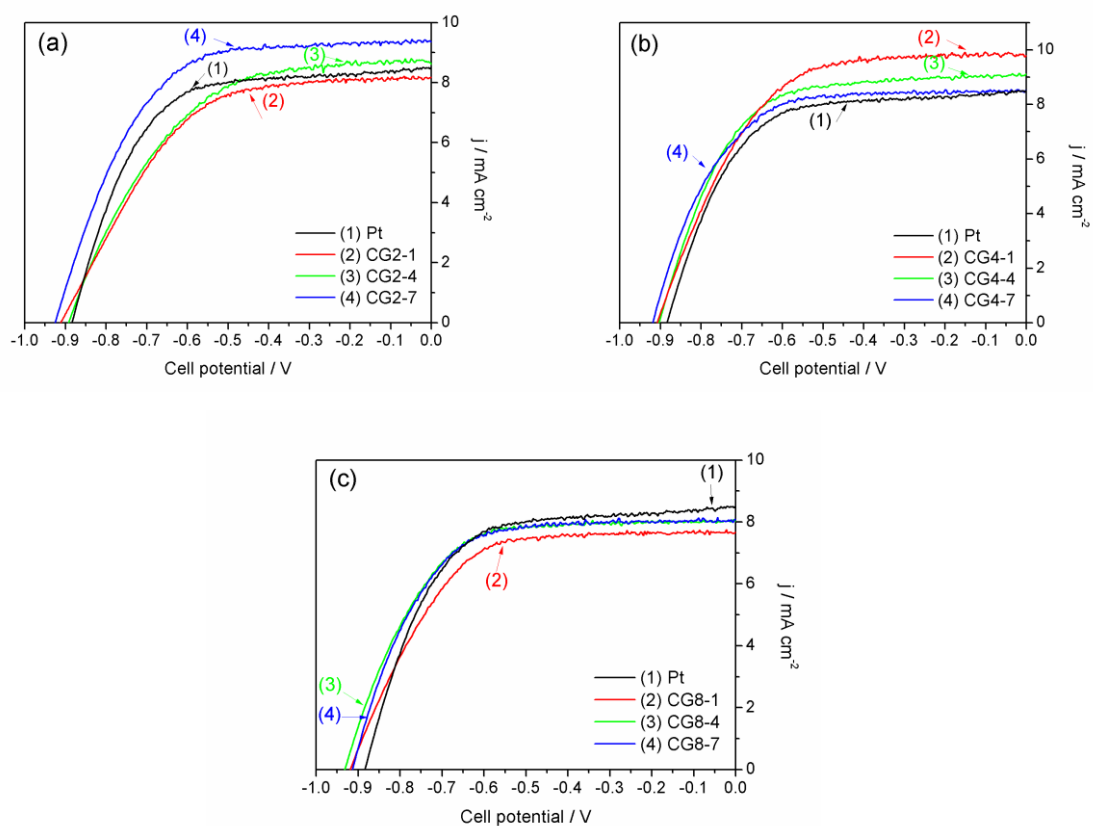 (a)
(4)
(3)
(1)
(2)
(1) Pt
(2) CG2-1
(3) CG2-4
(4) CG2-7
10
8
6
4
2
0
j / mA cm-2
-1.0 -0.9 -0.8 -0.7 -0.6 -0.5 -0.4 -0.3 -0.2 -0.1 0.0
Cell potential / V
(b)
(2)
(3)
(1)
(4)
(1) Pt
(2) CG4-1
(3) CG4-4
(4) CG4-7
10
8
6
4
2
0
j / mA cm-2
-1.0 -0.9 -0.8 -0.7 -0.6 -0.5 -0.4 -0.3 -0.2 -0.1 0.0
Cell potential / V
(c)
(1)
(2)
(3)
(4)
(1) Pt
(2) CG8-1
(3) CG8-4
(4) CG8-7
10
8
6
4
2
0
j / mA cm-2
-1.0 -0.9 -0.8 -0.7 -0.6 -0.5 -0.4 -0.3 -0.2 -0.1 0.0
Cell potential / V